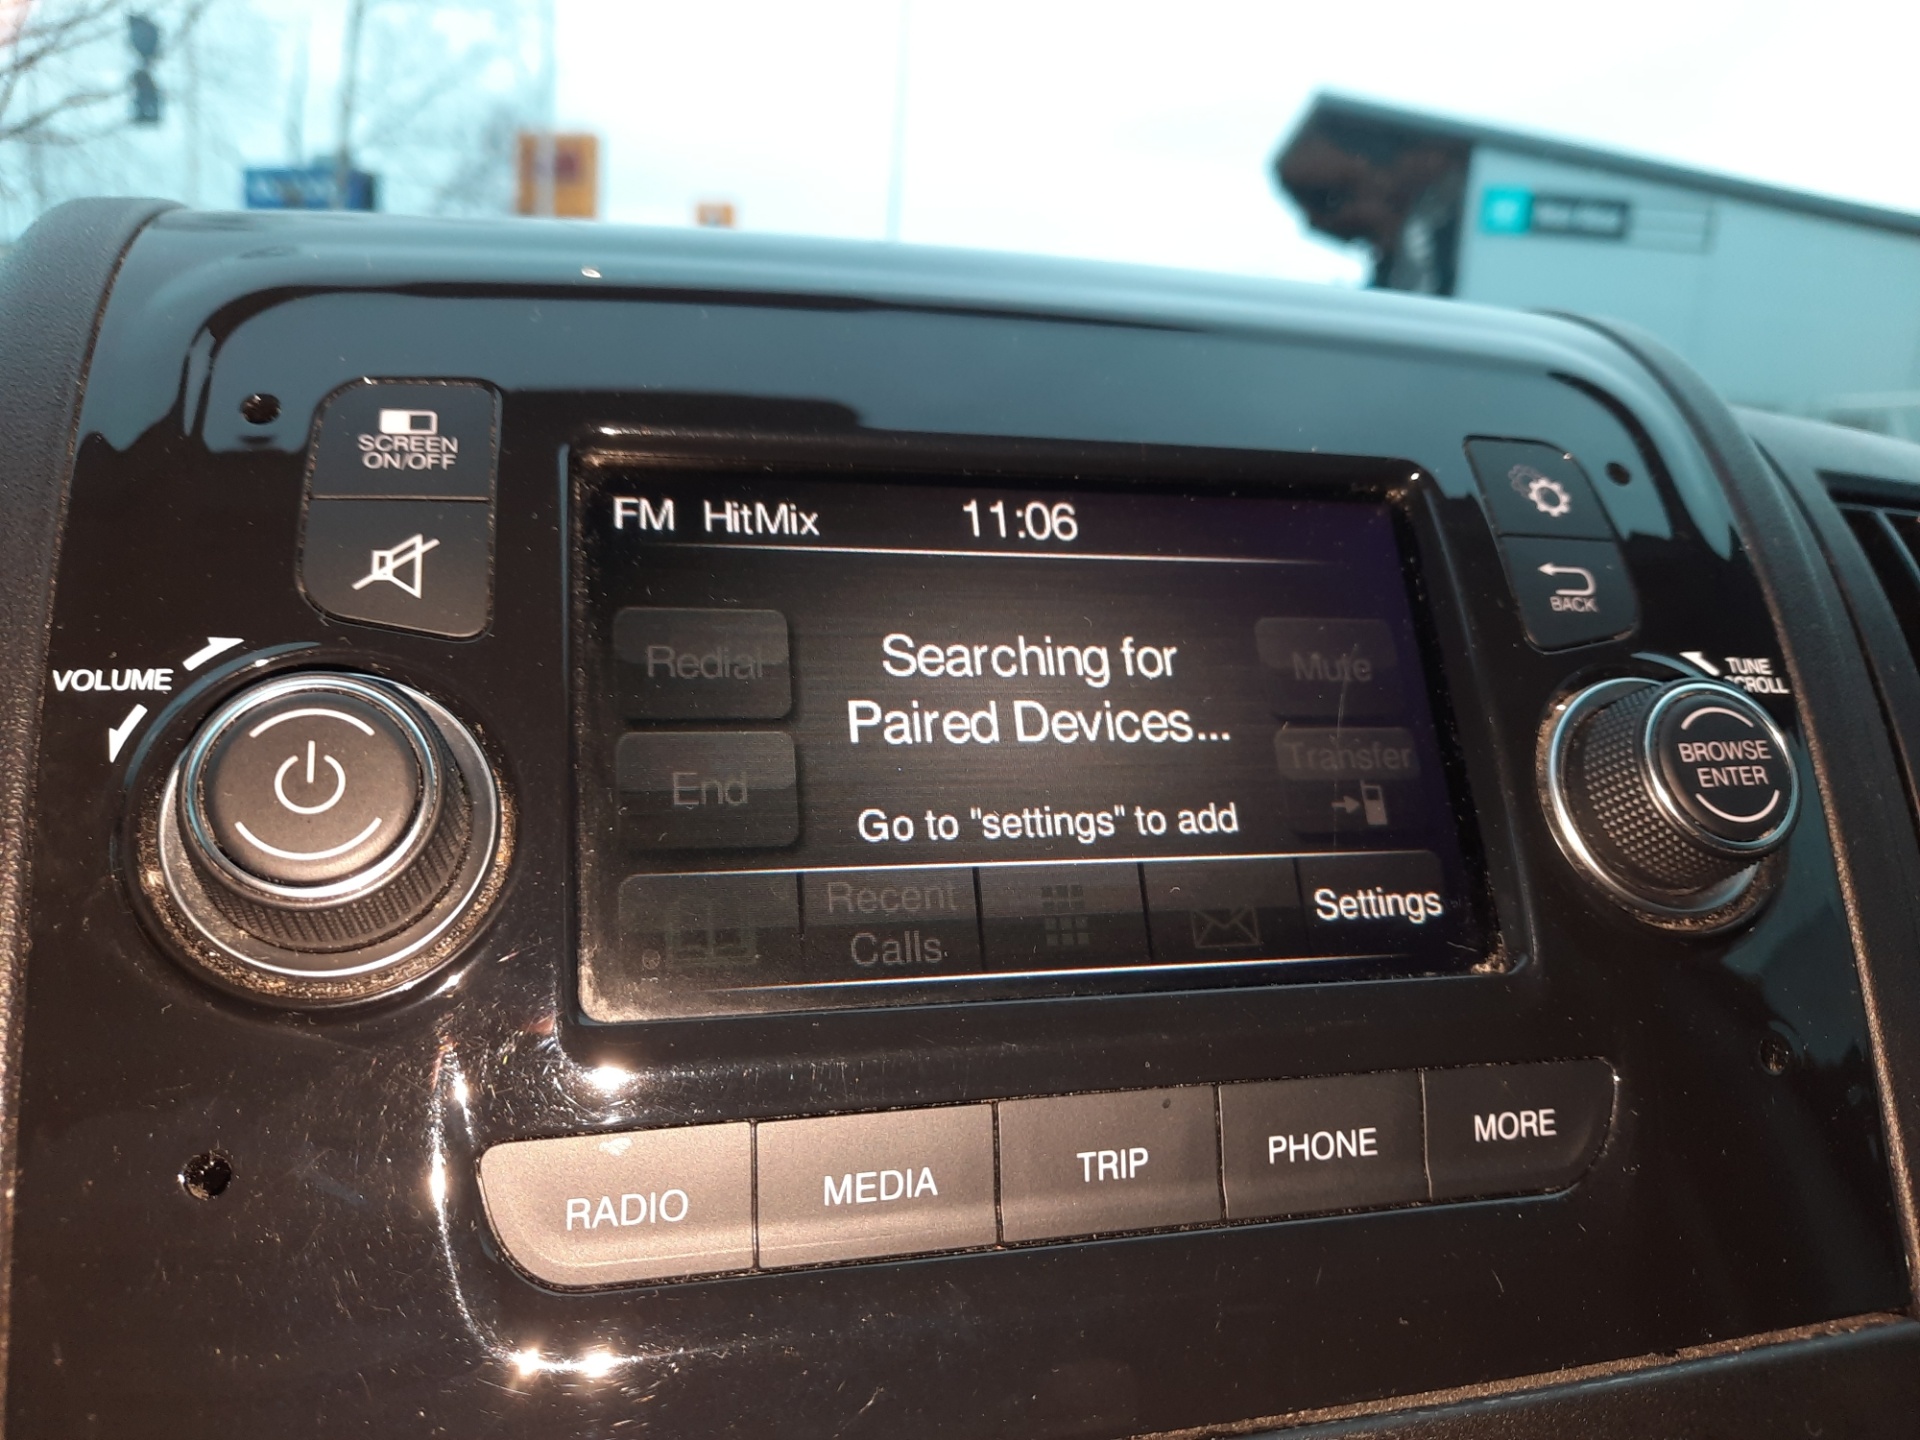 SCREEN
ON/OFF
VOLUME
FM HitMix 11:06
Redial
Searching for
Paired Devices...
Mute
End
Transfer
Go to "settings" to add
Recent
Calls
Settings
BACK
TUNE
SCROLL
BROWSE
ENTER
RADIO
MEDIA
TRIP
PHONE
MORE